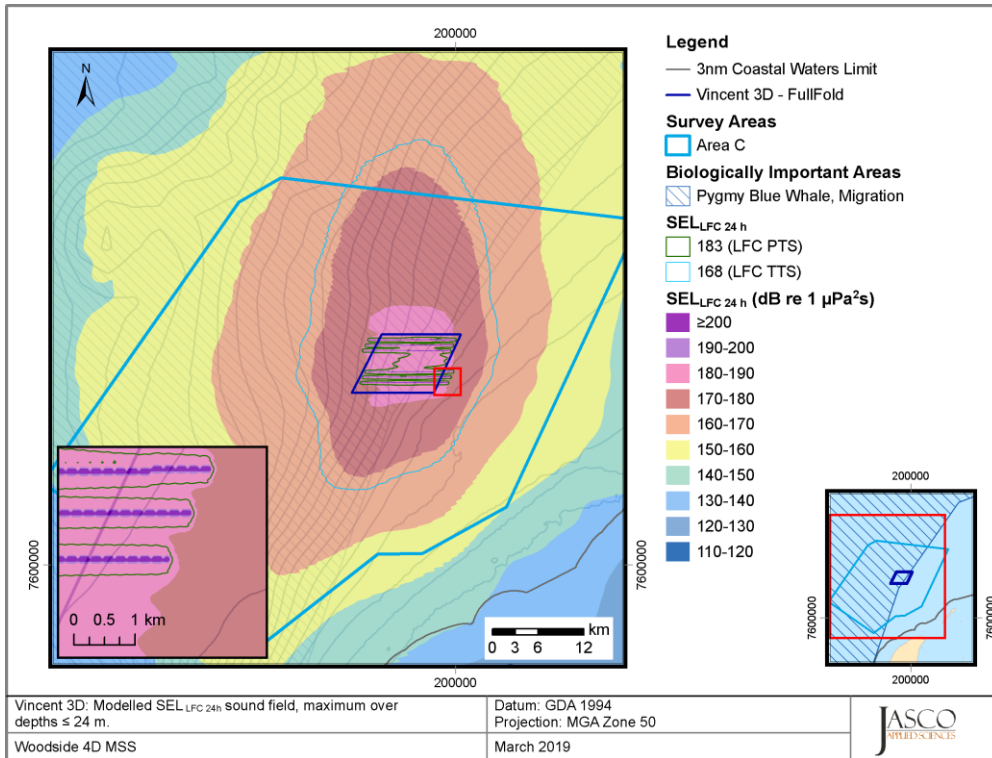 200000
N
7600000
7600000
0 0.5 1 km
km
0 3 6 12
200000
Legend
3nm Coastal Waters Limit
Vincent 3D - FullFold
Survey Areas
Area C
Biologically Important Areas
Pygmy Blue Whale, Migration
SEL LFC 24 h
183 (LFC PTS)
168 (LFC TTS)
SEL LFC 24 h (dB re 1 µPa²s)
≥200
190-200
180-190
170-180
160-170
150-160
140-150
130-140
120-130
110-120
200000
7600000
7600000
200000
Vincent 3D: Modelled SEL LFC 24h sound field, maximum over
depths ≤ 24 m.
Woodside 4D MSS
Datum: GDA 1994
Projection: MGA Zone 50
March 2019
JASCO
APPLIED SCIENCES